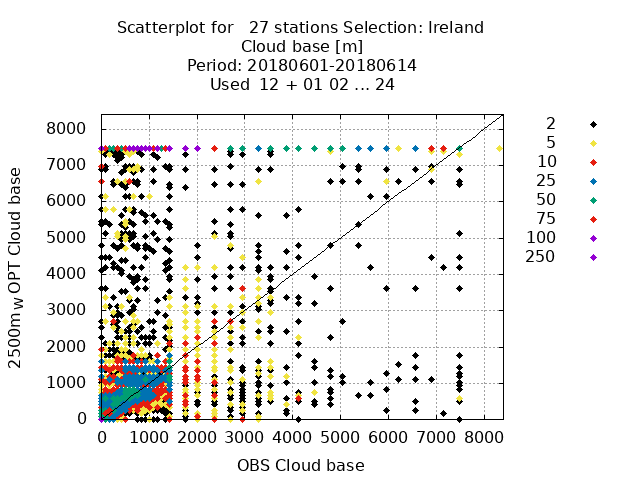 Scatterplot for 27 stations Selection: Ireland
Cloud base [m]
Period: 20180601-20180614
Used 12 + 01 02 ... 24
8000
7000
6000
5000
4000
3000
2000
1000
0
2500m W OPT Cloud base
0 1000 2000 3000 4000 5000 6000 7000 8000
OBS Cloud base
2
5
10
25
50
75
100
250